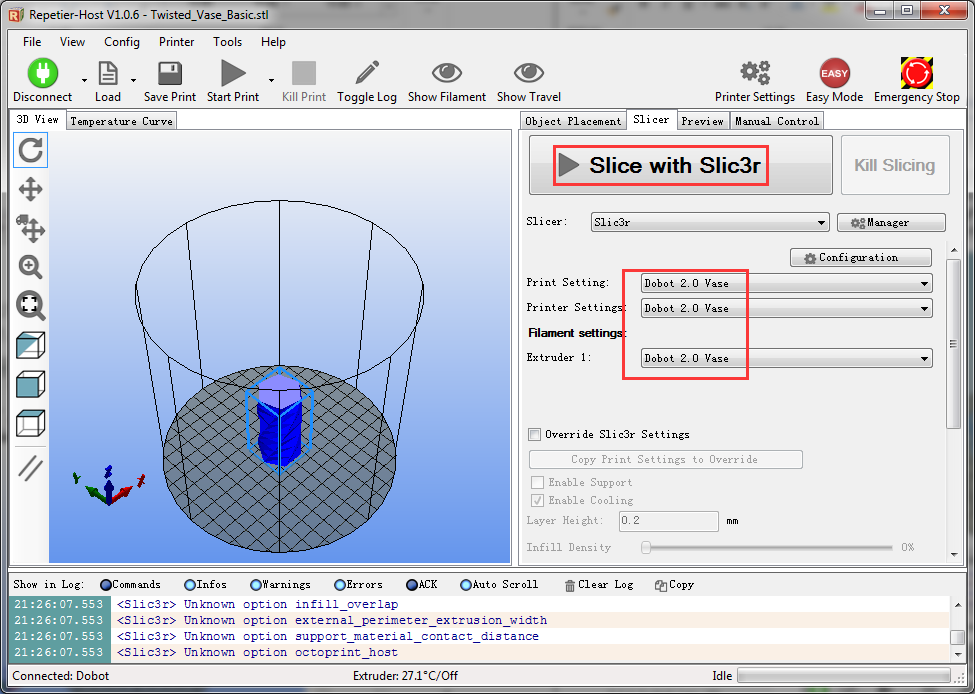 Repetier-Host V1.0.6 - Twisted_Vase_Basic.stl
File View Config Printer Tools Help
Disconnect Load Save Print Start Print Kill Print Toggle Log Show Filament Show Travel Printer Settings Easy Mode Emergency Stop
EASY
3D View Temperature Curve
Object Placement Slicer Preview Manual Control
Slice with Slic3r
Kill Slicing
Slicer: Slic3r Manager
Configuration
Print Setting: Dobot 2.0 Vase
Printer Settings: Dobot 2.0 Vase
Filament settings:
Extruder 1: Dobot 2.0 Vase
Override Slic3r Settings
Copy Print Settings to Override
Enable Support
Enable Cooling
Layer Height: 0.2 mm
Infill Density 0%
Y Z X
Show in Log: Commands Infos Warnings Errors ACK Auto Scroll Clear Log Copy
21:26:07.553 <Slic3r> Unknown option infill_overlap
21:26:07.553 <Slic3r> Unknown option external_perimeter_extrusion_width
21:26:07.553 <Slic3r> Unknown option support_material_contact_distance
21:26:07.553 <Slic3r> Unknown option octoprint_host
Connected: Dobot Extruder: 27.1°C/Off Idle